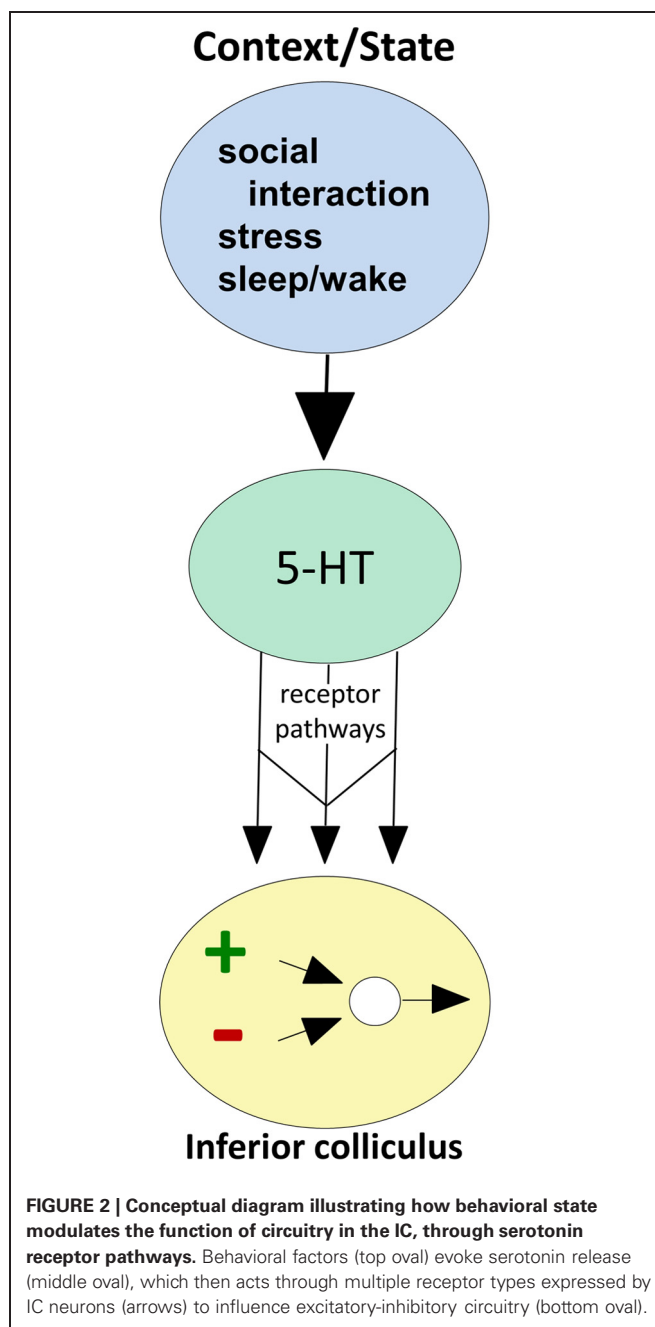 Context/State
social
interaction
stress
sleep/wake
5-HT
receptor
pathways
+
-
Inferior colliculus
FIGURE 2 | Conceptual diagram illustrating how behavioral state
modulates the function of circuitry in the IC, through serotonin
receptor pathways. Behavioral factors (top oval) evoke serotonin release
(middle oval), which then acts through multiple receptor types expressed by
IC neurons (arrows) to influence excitatory-inhibitory circuitry (bottom oval).